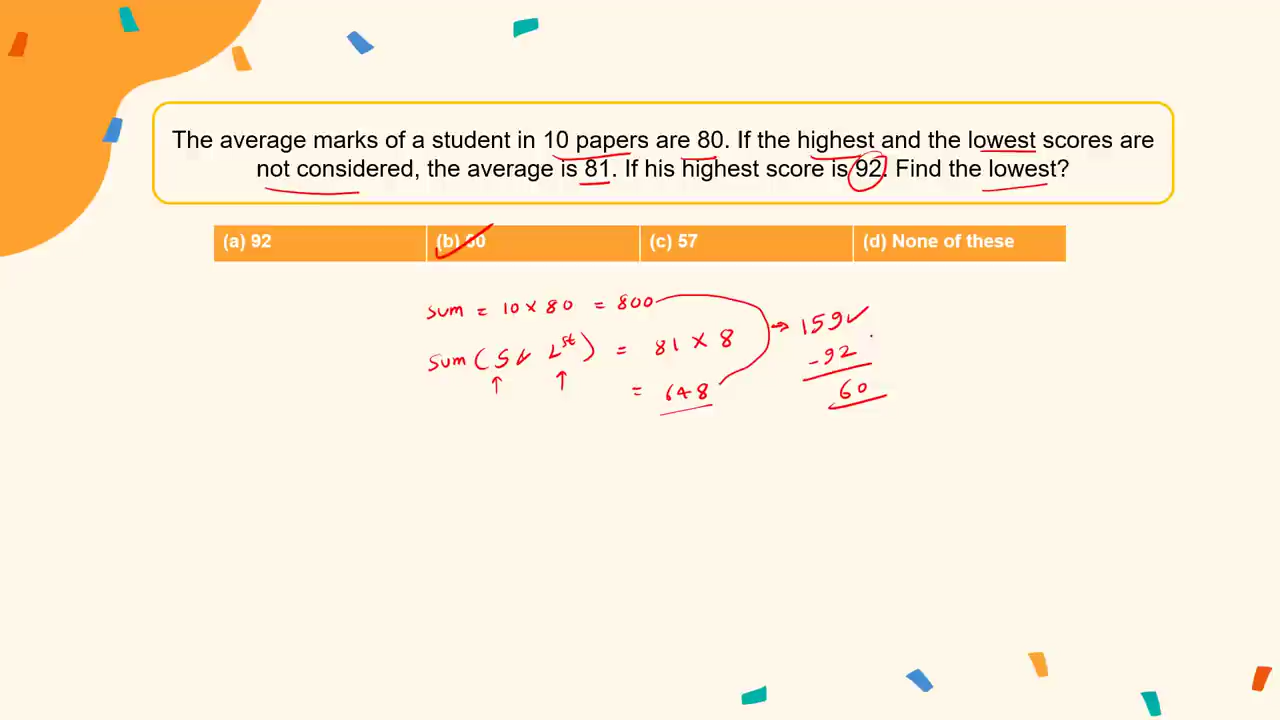 The average marks of a student in 10 papers are 80. If the highest and the lowest scores are
not considered, the average is 81. If his highest score is 92. Find the lowest?
(a) 92
(b) 60
(c) 57
(d) None of these
sum = 10 × 80 = 800
sum ( S & Lst ) = 81 × 8
= 648
→ 159 ✓
- 92
60